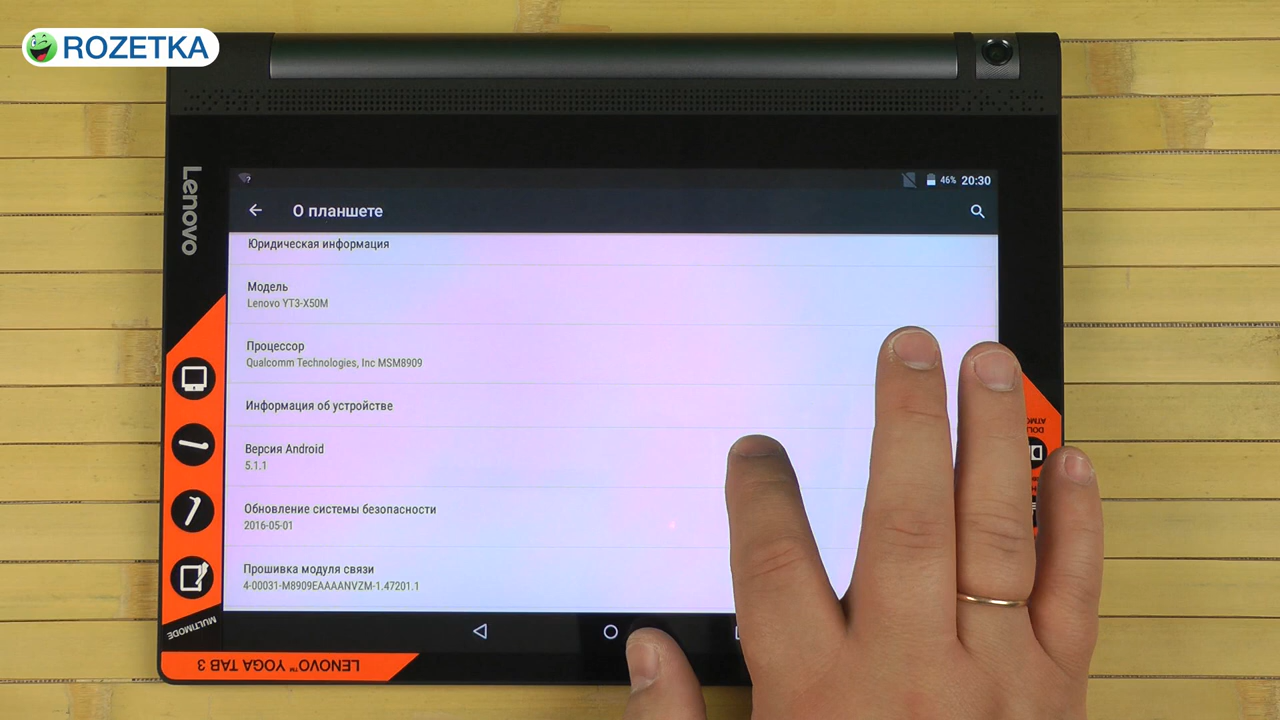 ROZETKA
Lenovo
46% 20:30
О планшете
Юридическая информация
Модель
Lenovo YT3-X50M
Процессор
Qualcomm Technologies, Inc MSM8909
Информация об устройстве
Версия Android
5.1.1
Обновление системы безопасности
2016-05-01
Прошивка модуля связи
4-00031-M8909EAAAANVZM-1.47201.1
MULTIMODE
LENOVO™ YOGA TAB 3